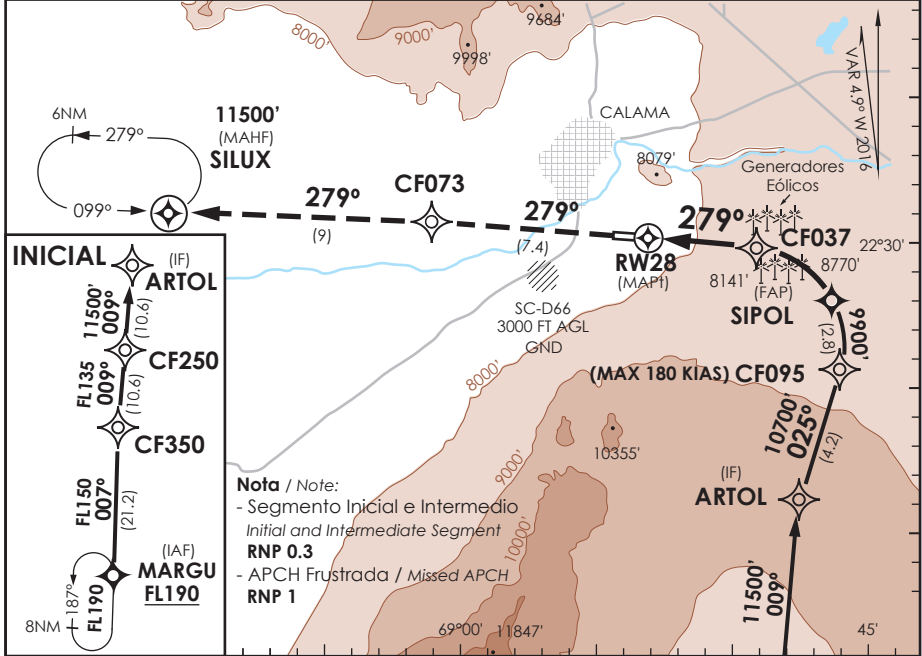 9684'
8000'
9000'
9998'
VAR 4.9° W 2016
6NM
279°
11500'
(MAHF)
SILUX
099°
CALAMA
8079'
Generadores
Eólicos
CF073
279°
(9)
279°
(7.4)
279°
CF037
22°30'
RW28
(MAPt)
8141'
8770'
(FAP)
SIPOL
9900'
(2.8)
SC-D66
3000 FT AGL
GND
8000'
(MAX 180 KIAS) CF095
10700'
025°
(4.2)
9000'
10355'
(IF)
ARTOL
10000'
11500'
009°
69°00'
11847'
45'
INICIAL
(IF)
ARTOL
11500'
009°
(10.6)
CF250
FL135
009°
(10.6)
CF350
FL150
007°
(21.2)
(IAF)
MARGU
FL190
187°
FL190
8NM
Nota / Note:
- Segmento Inicial e Intermedio
Initial and Intermediate Segment
RNP 0.3
- APCH Frustrada / Missed APCH
RNP 1